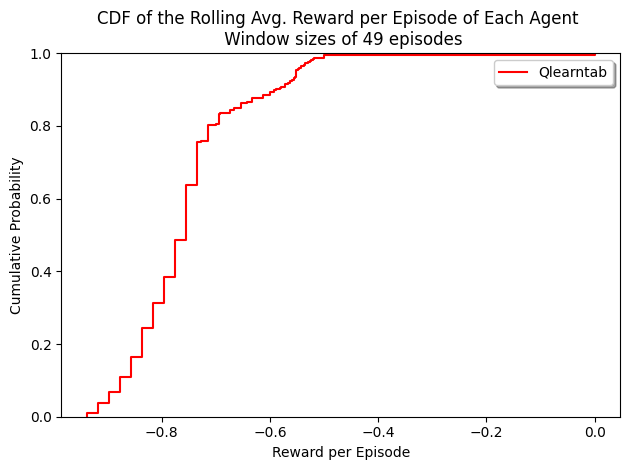 CDF of the Rolling Avg. Reward per Episode of Each Agent
Window sizes of 49 episodes
Qlearntab
1.0
0.8
0.6
0.4
0.2
0.0
Cumulative Probability
−0.8
−0.6
−0.4
−0.2
0.0
Reward per Episode